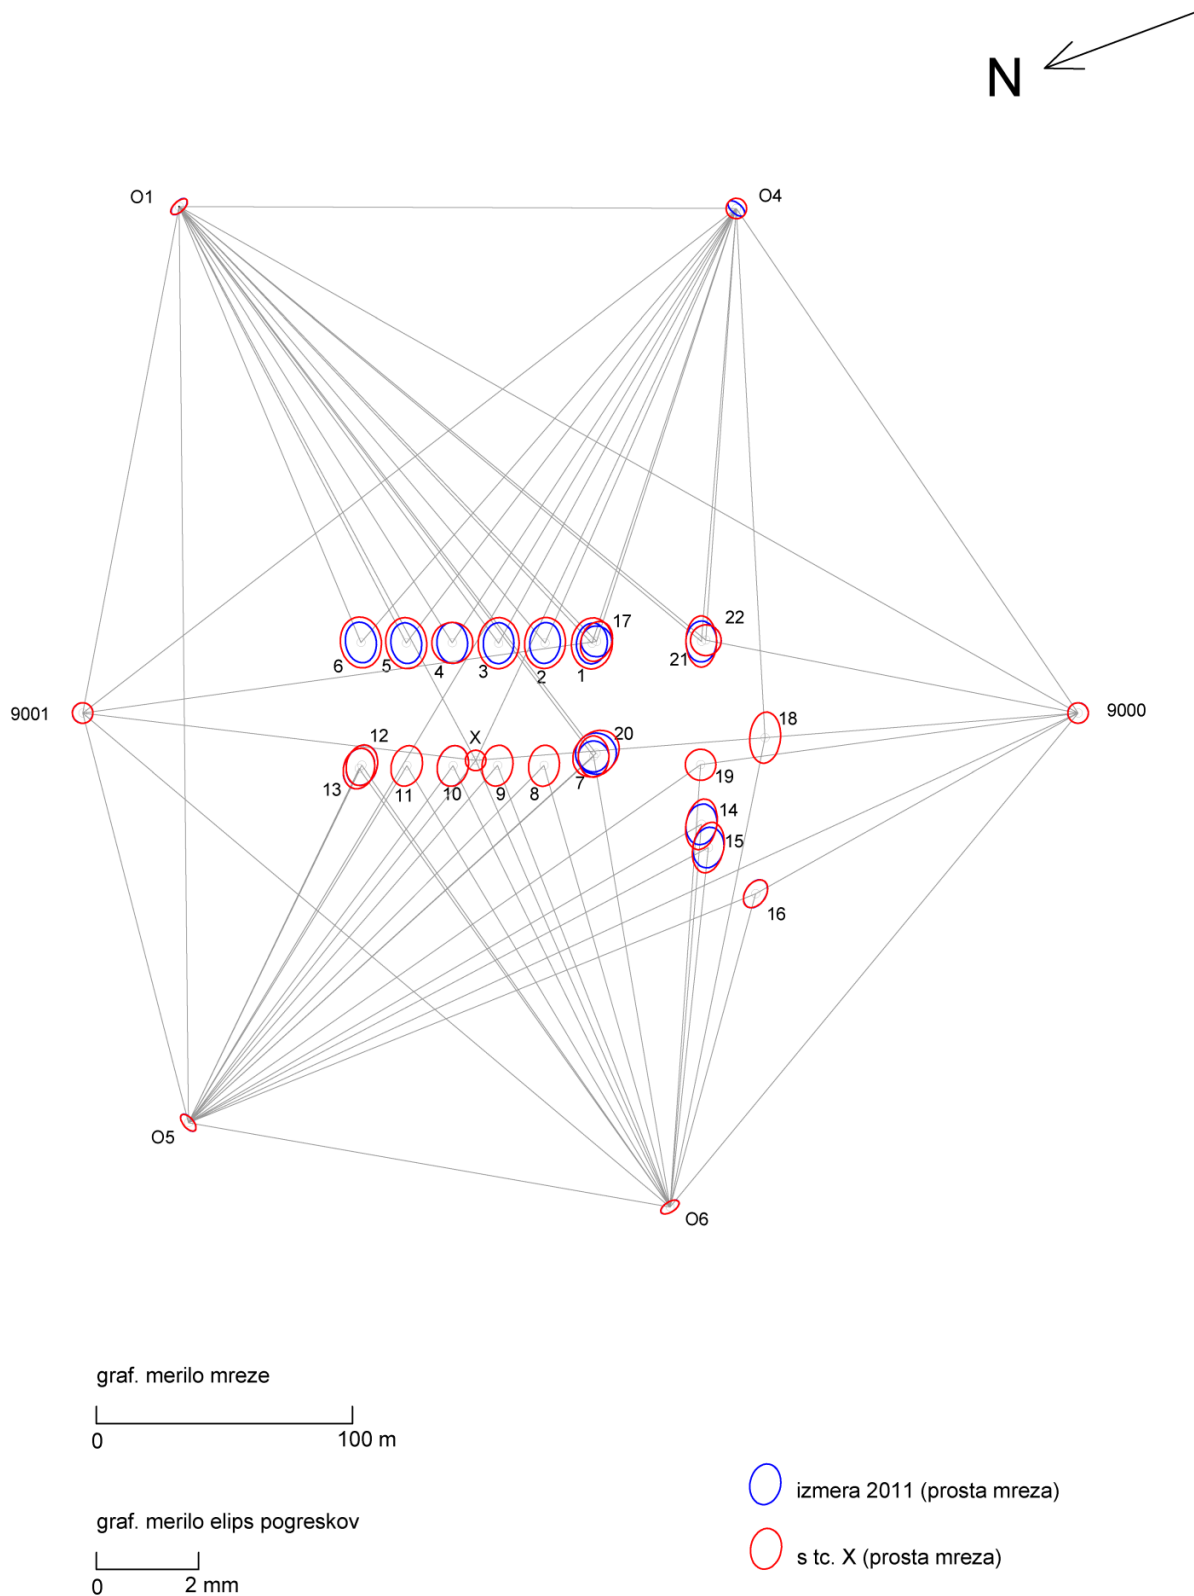 N
O1
O4
17
22
6
5
4
3
2
1
21
9001
X
18
9000
12
20
13
11
10
9
8
7
19
14
15
16
O5
O6
graf. merilo mreze
0 100 m
graf. merilo elips pogreskov
0 2 mm
izmera 2011 (prosta mreza)
s tc. X (prosta mreza)